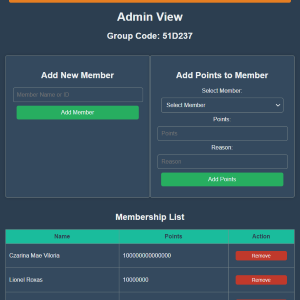 Admin View
Group Code: 51D237
Add New Member
Member Name or ID
Add Member
Add Points to Member
Select Member:
Select Member
Points:
Points
Reason:
Reason
Add Points
Membership List
Name Points Action
Czarina Mae Viloria 100000000000000 Remove
Lionel Roxas 10000000 Remove